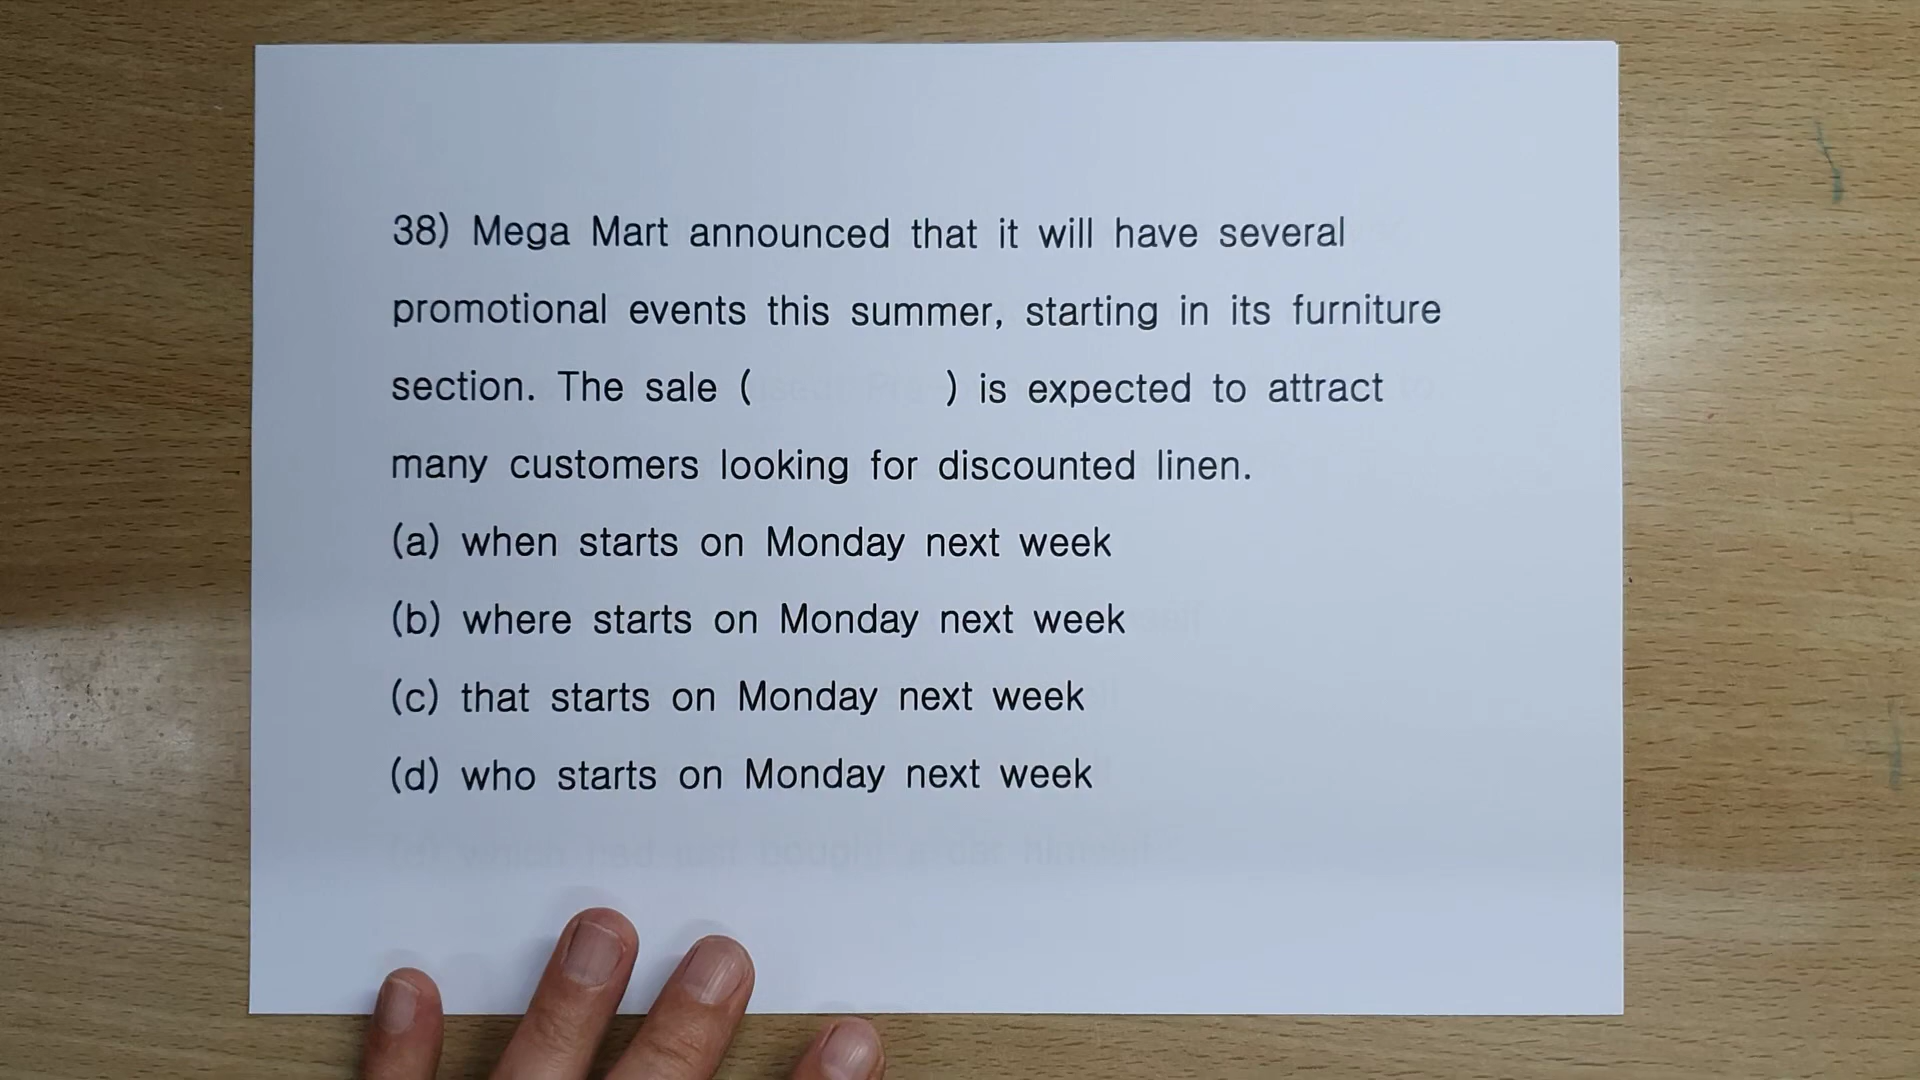 38) Mega Mart announced that it will have several
promotional events this summer, starting in its furniture
section. The sale (          ) is expected to attract
many customers looking for discounted linen.
(a) when starts on Monday next week
(b) where starts on Monday next week
(c) that starts on Monday next week
(d) who starts on Monday next week